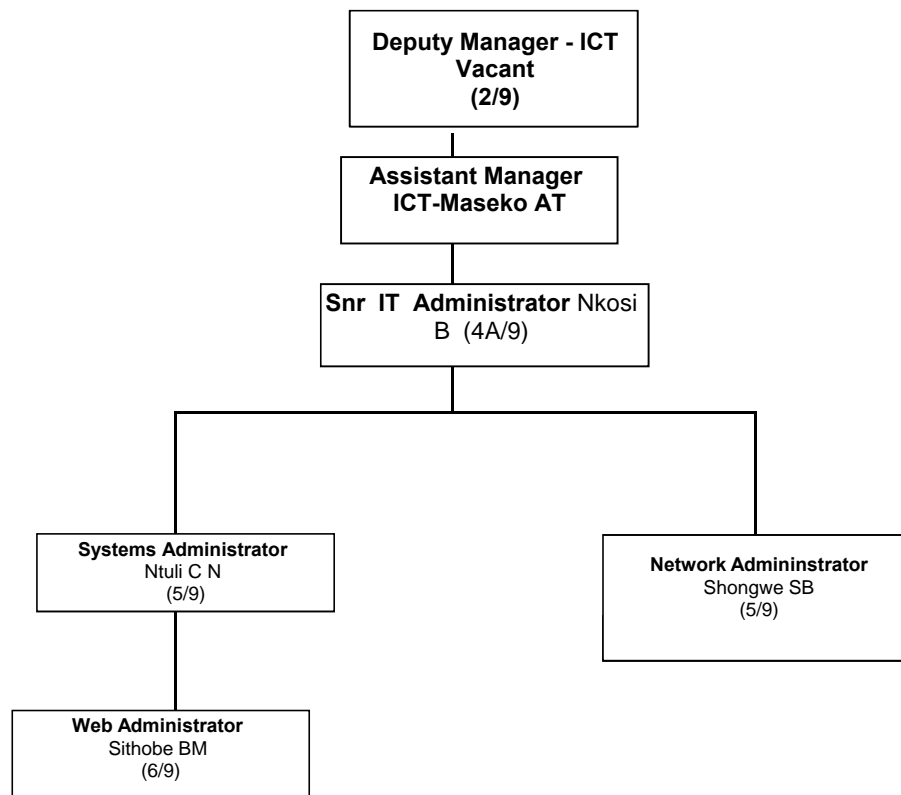 Deputy Manager - ICT
Vacant
(2/9)
Assistant Manager
ICT-Maseko AT
Snr IT Administrator Nkosi
B (4A/9)
Systems Administrator
Ntuli C N
(5/9)
Network Admininstrator
Shongwe SB
(5/9)
Web Administrator
Sithobe BM
(6/9)